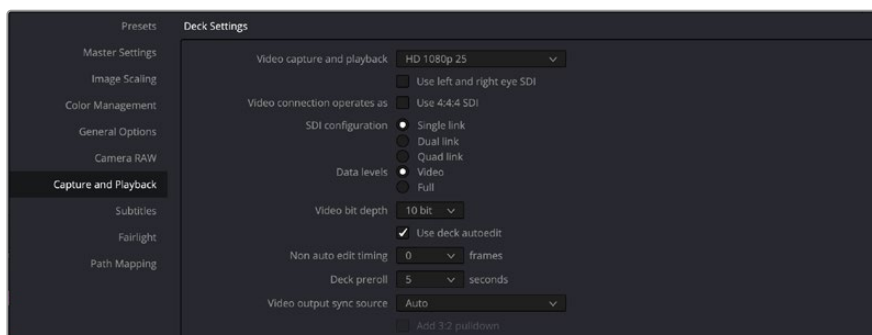 Presets
Master Settings
Image Scaling
Color Management
General Options
Camera RAW
Capture and Playback
Subtitles
Fairlight
Path Mapping
Deck Settings
Video capture and playback HD 1080p 25
Use left and right eye SDI
Video connection operates as Use 4:4:4 SDI
SDI configuration Single link
Dual link
Quad link
Data levels Video
Full
Video bit depth 10 bit
Use deck autoedit
Non auto edit timing 0 frames
Deck preroll 5 seconds
Video output sync source Auto
Add 3:2 pulldown